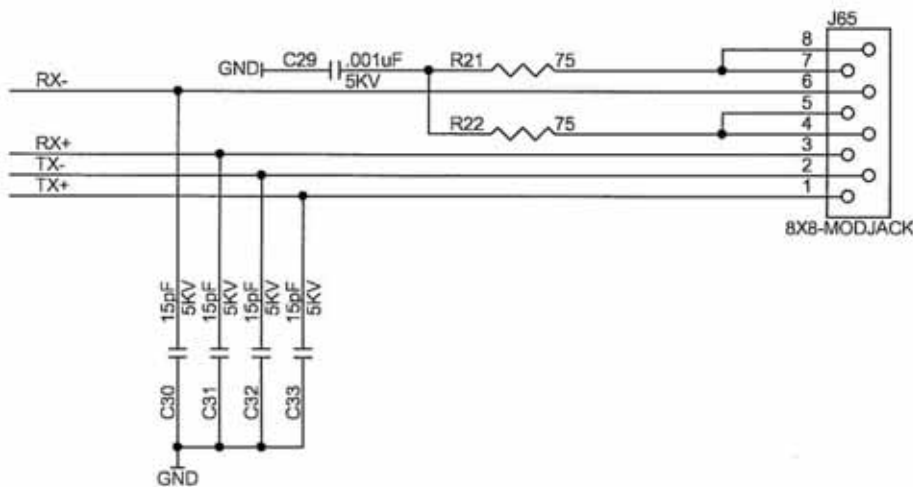 J65
8
GND C29 .001uF R21 75 7
5KV
RX- 6
5
R22 75 4
RX+ 3
TX- 2
TX+ 1
8X8-MODJACK
15pF 5KV 15pF 5KV 15pF 5KV 15pF 5KV
C30 C31 C32 C33
GND